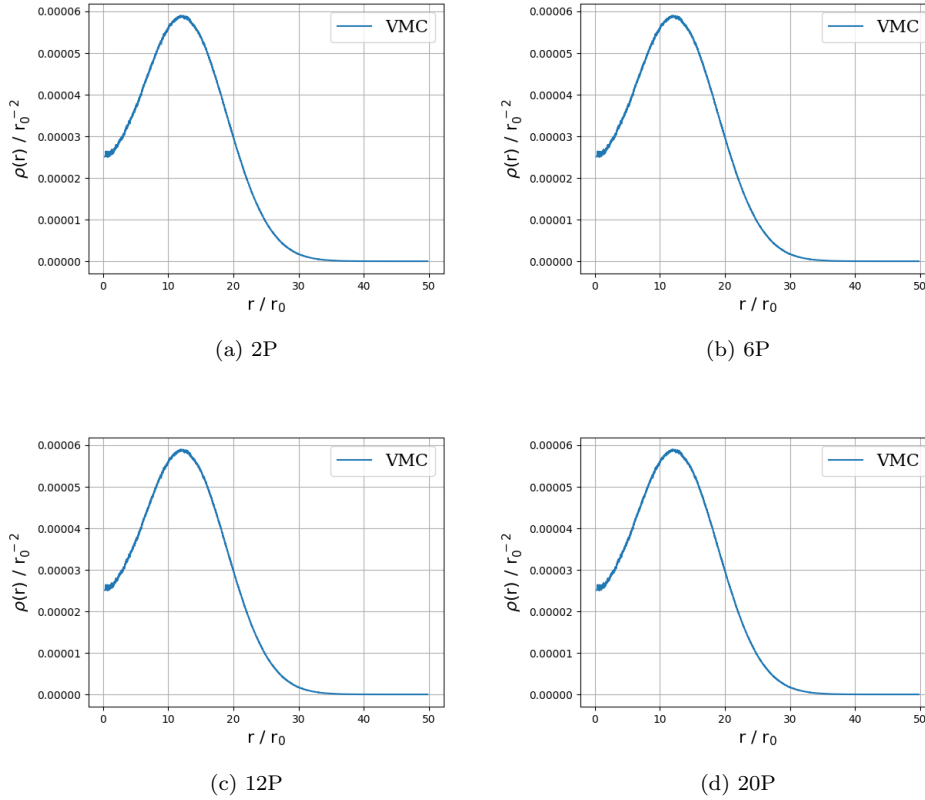 0.00006
0.00005
0.00004
0.00003
0.00002
0.00001
0.00000
ρ(r) / r₀⁻²
VMC
0 10 20 30 40 50
r / r₀
(a) 2P
0.00006
0.00005
0.00004
0.00003
0.00002
0.00001
0.00000
ρ(r) / r₀⁻²
VMC
0 10 20 30 40 50
r / r₀
(b) 6P
0.00006
0.00005
0.00004
0.00003
0.00002
0.00001
0.00000
ρ(r) / r₀⁻²
VMC
0 10 20 30 40 50
r / r₀
(c) 12P
0.00006
0.00005
0.00004
0.00003
0.00002
0.00001
0.00000
ρ(r) / r₀⁻²
VMC
0 10 20 30 40 50
r / r₀
(d) 20P